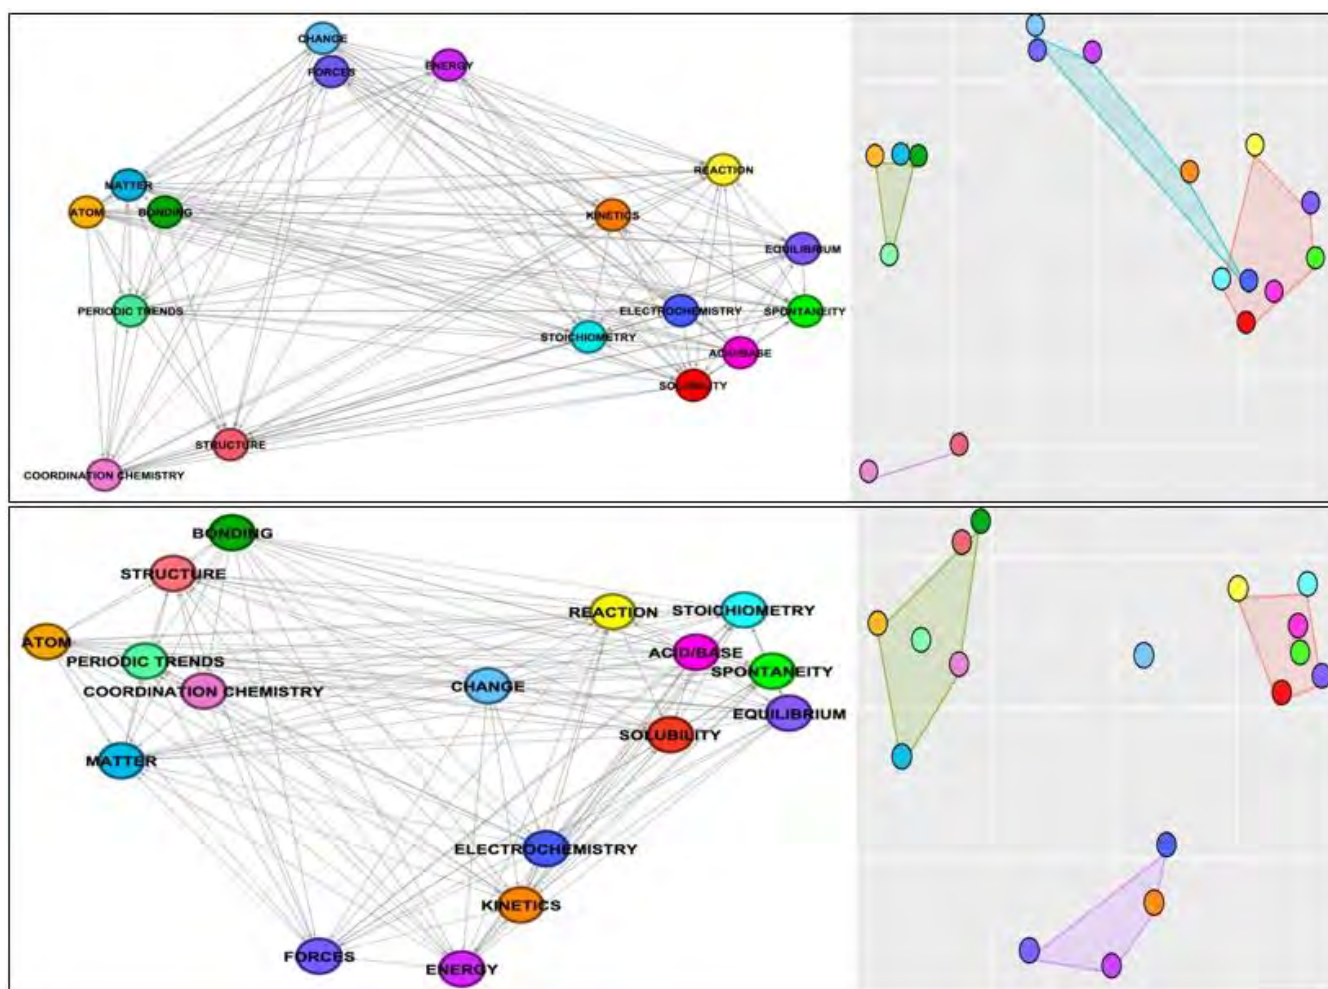 CHANGE
FORCES
ENERGY
REACTION
MATTER
ATOM
BONDING
KINETICS
EQUILIBRIUM
PERIODIC TRENDS
ELECTROCHEMISTRY
SPONTANEITY
STOICHIOMETRY
ACID/BASE
SOLUBILITY
STRUCTURE
COORDINATION CHEMISTRY
BONDING
STRUCTURE
REACTION
STOICHIOMETRY
ATOM
ACID/BASE
PERIODIC TRENDS
SPONTANEITY
COORDINATION CHEMISTRY
CHANGE
EQUILIBRIUM
SOLUBILITY
MATTER
ELECTROCHEMISTRY
KINETICS
FORCES
ENERGY